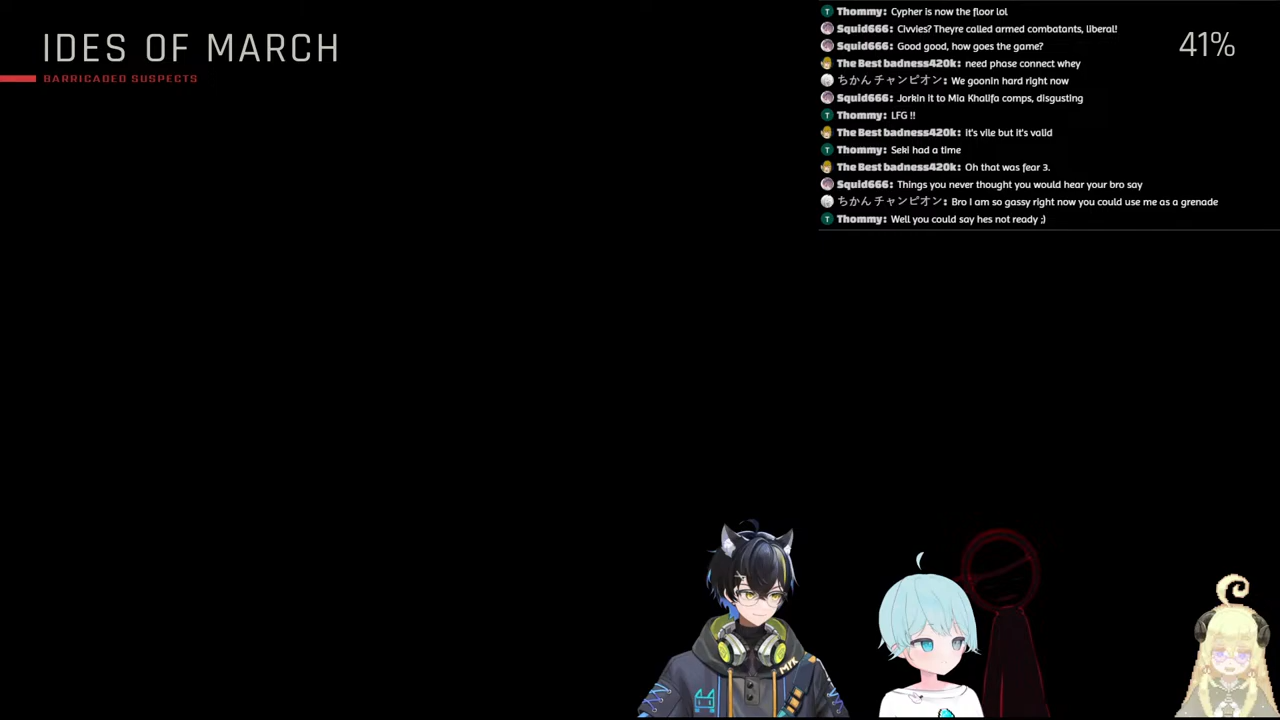 IDES OF MARCH
BARRICADED SUSPECTS
41%
T Thommy: Cypher is now the floor lol
Squid666: Civvies? Theyre called armed combatants, liberal!
Squid666: Good good, how goes the game?
The Best badness420k: need phase connect whey
ちかん チャンピオン: We goonin hard right now
Squid666: Jorkin it to Mia Khalifa comps, disgusting
T Thommy: LFG !!
The Best badness420k: it's vile but it's valid
T Thommy: Seki had a time
The Best badness420k: Oh that was fear 3.
Squid666: Things you never thought you would hear your bro say
ちかん チャンピオン: Bro I am so gassy right now you could use me as a grenade
T Thommy: Well you could say hes not ready ;)